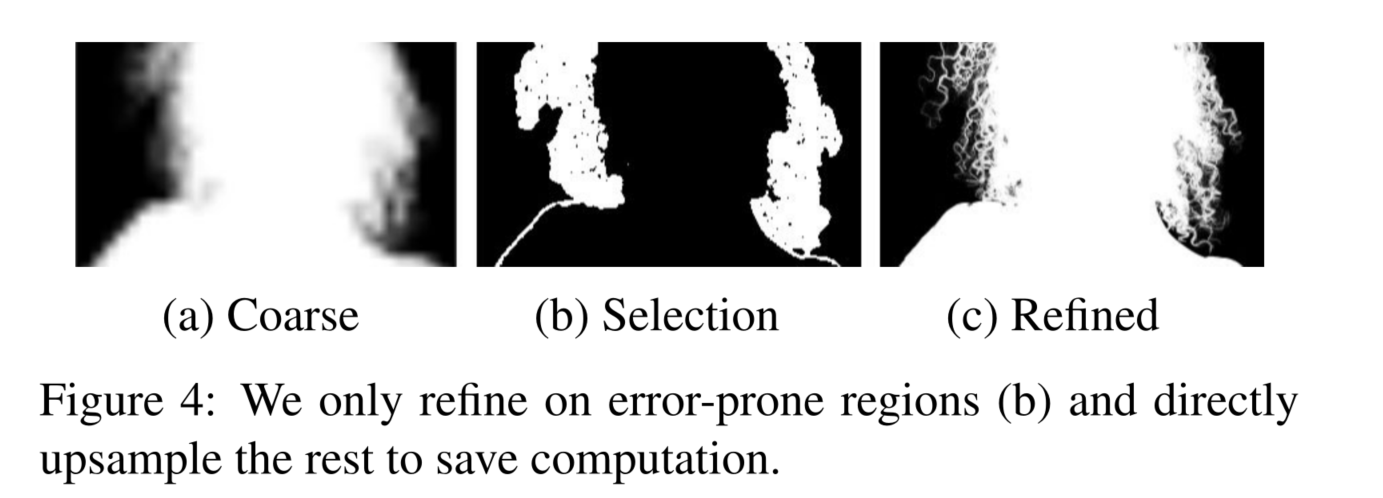 (a) Coarse (b) Selection (c) Refined
Figure 4: We only refine on error-prone regions (b) and directly
upsample the rest to save computation.